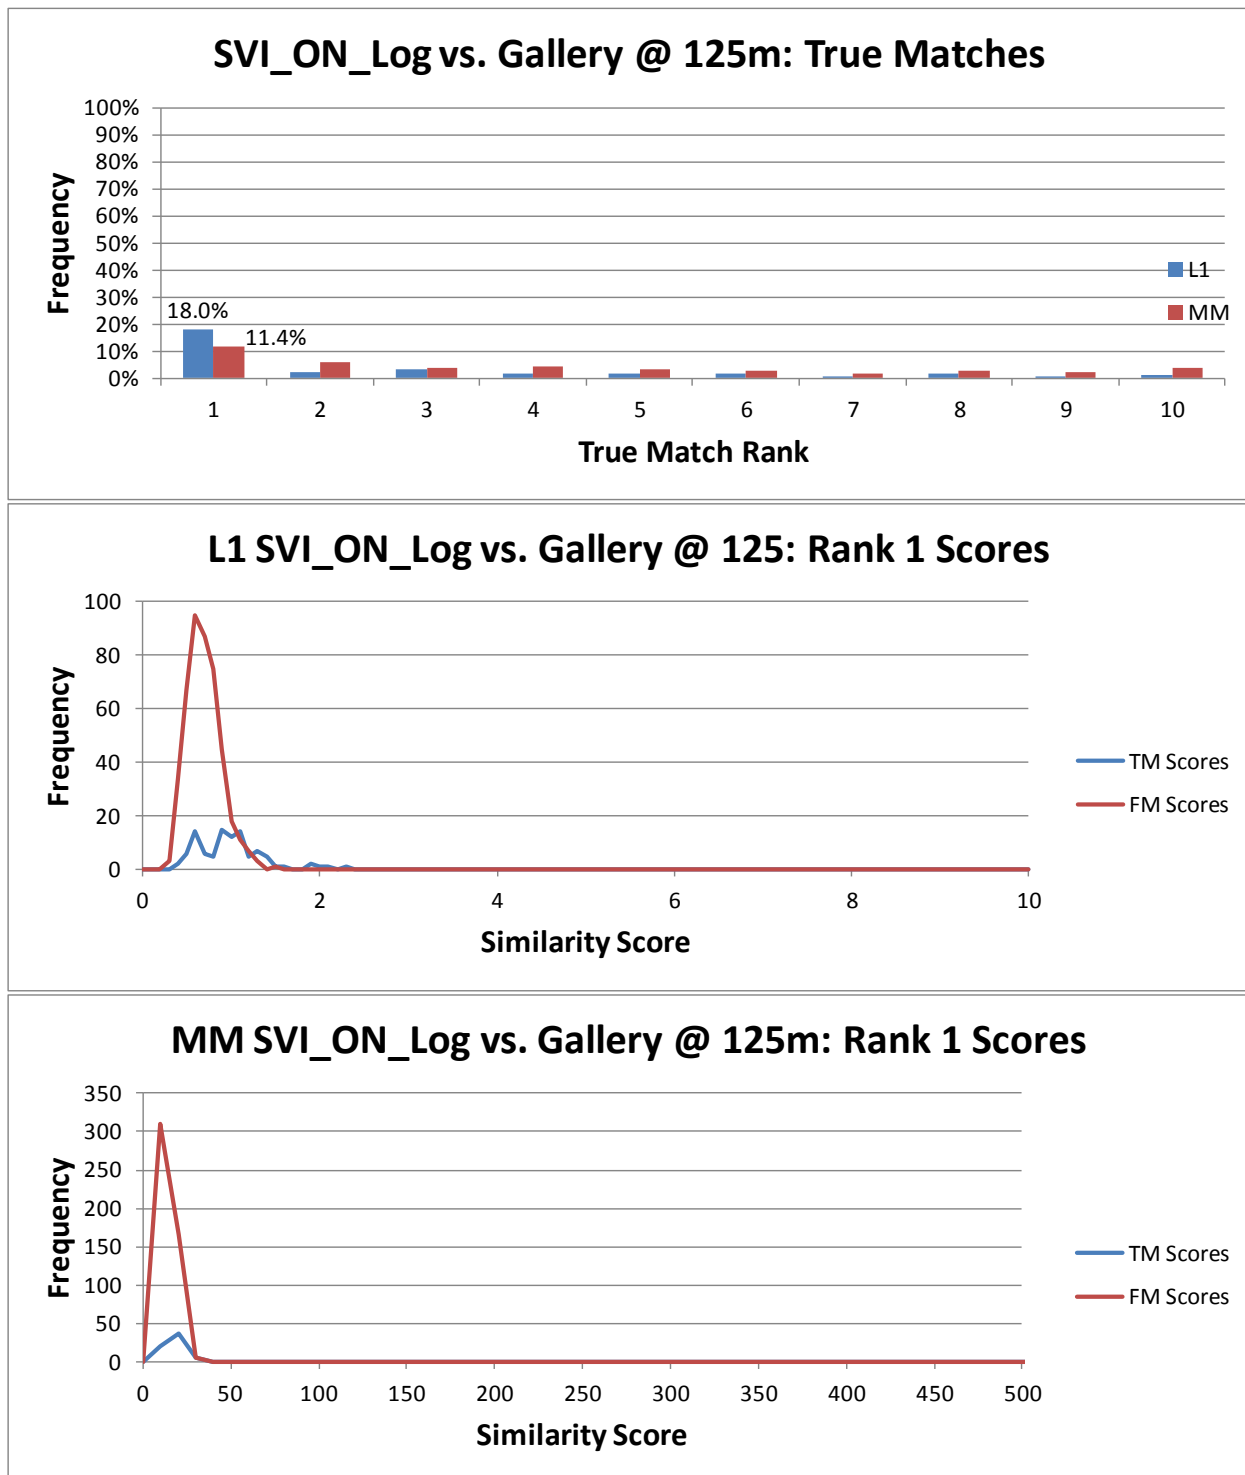 SVI_ON_Log vs. Gallery @ 125m: True Matches
Frequency
100%
90%
80%
70%
60%
50%
40%
30%
20%
10%
0%
18.0%
11.4%
L1
MM
1 2 3 4 5 6 7 8 9 10
True Match Rank
L1 SVI_ON_Log vs. Gallery @ 125: Rank 1 Scores
Frequency
100
80
60
40
20
0
0 2 4 6 8 10
Similarity Score
TM Scores
FM Scores
MM SVI_ON_Log vs. Gallery @ 125m: Rank 1 Scores
Frequency
350
300
250
200
150
100
50
0
0 50 100 150 200 250 300 350 400 450 500
Similarity Score
TM Scores
FM Scores